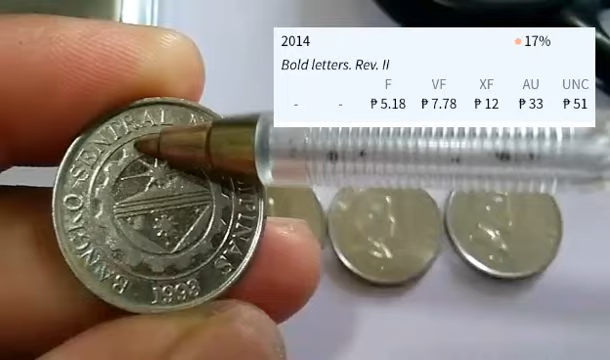 2014 17%
Bold letters. Rev. II
F VF XF AU UNC
- - ₱ 5.18 ₱ 7.78 ₱ 12 ₱ 33 ₱ 51
BANGKO SENTRAL
PINAS
1993